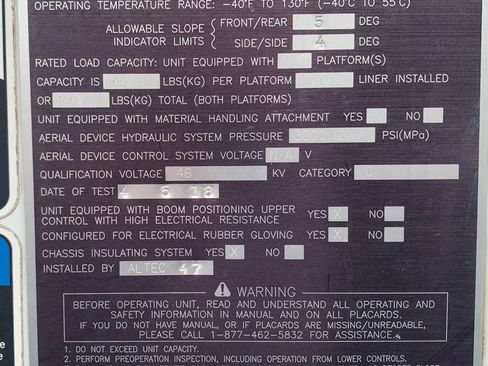 OPERATING TEMPERATURE RANGE: -40°F TO 130°F (-40°C TO 55°C)
ALLOWABLE SLOPE INDICATOR LIMITS { FRONT/REAR 5 DEG
SIDE/SIDE 4 DEG
RATED LOAD CAPACITY: UNIT EQUIPPED WITH PLATFORM(S)
CAPACITY IS LBS(KG) PER PLATFORM LINER INSTALLED
OR LBS(KG) TOTAL (BOTH PLATFORMS)
UNIT EQUIPPED WITH MATERIAL HANDLING ATTACHMENT YES NO
AERIAL DEVICE HYDRAULIC SYSTEM PRESSURE PSI(MPa)
AERIAL DEVICE CONTROL SYSTEM VOLTAGE N/A V
QUALIFICATION VOLTAGE 46 KV CATEGORY C
DATE OF TEST 4 5 18
UNIT EQUIPPED WITH BOOM POSITIONING UPPER
CONTROL WITH HIGH ELECTRICAL RESISTANCE YES X NO
CONFIGURED FOR ELECTRICAL RUBBER GLOVING YES X NO
CHASSIS INSULATING SYSTEM YES X NO
INSTALLED BY ALTEC 47
WARNING
BEFORE OPERATING UNIT, READ AND UNDERSTAND ALL OPERATING AND
SAFETY INFORMATION IN MANUAL AND ON ALL PLACARDS.
IF YOU DO NOT HAVE MANUAL, OR IF PLACARDS ARE MISSING/UNREADABLE,
PLEASE CALL 1-877-462-5832 FOR ASSISTANCE.
1. DO NOT EXCEED UNIT CAPACITY.
2. PERFORM PREOPERATION INSPECTION, INCLUDING OPERATION FROM LOWER CONTROLS.